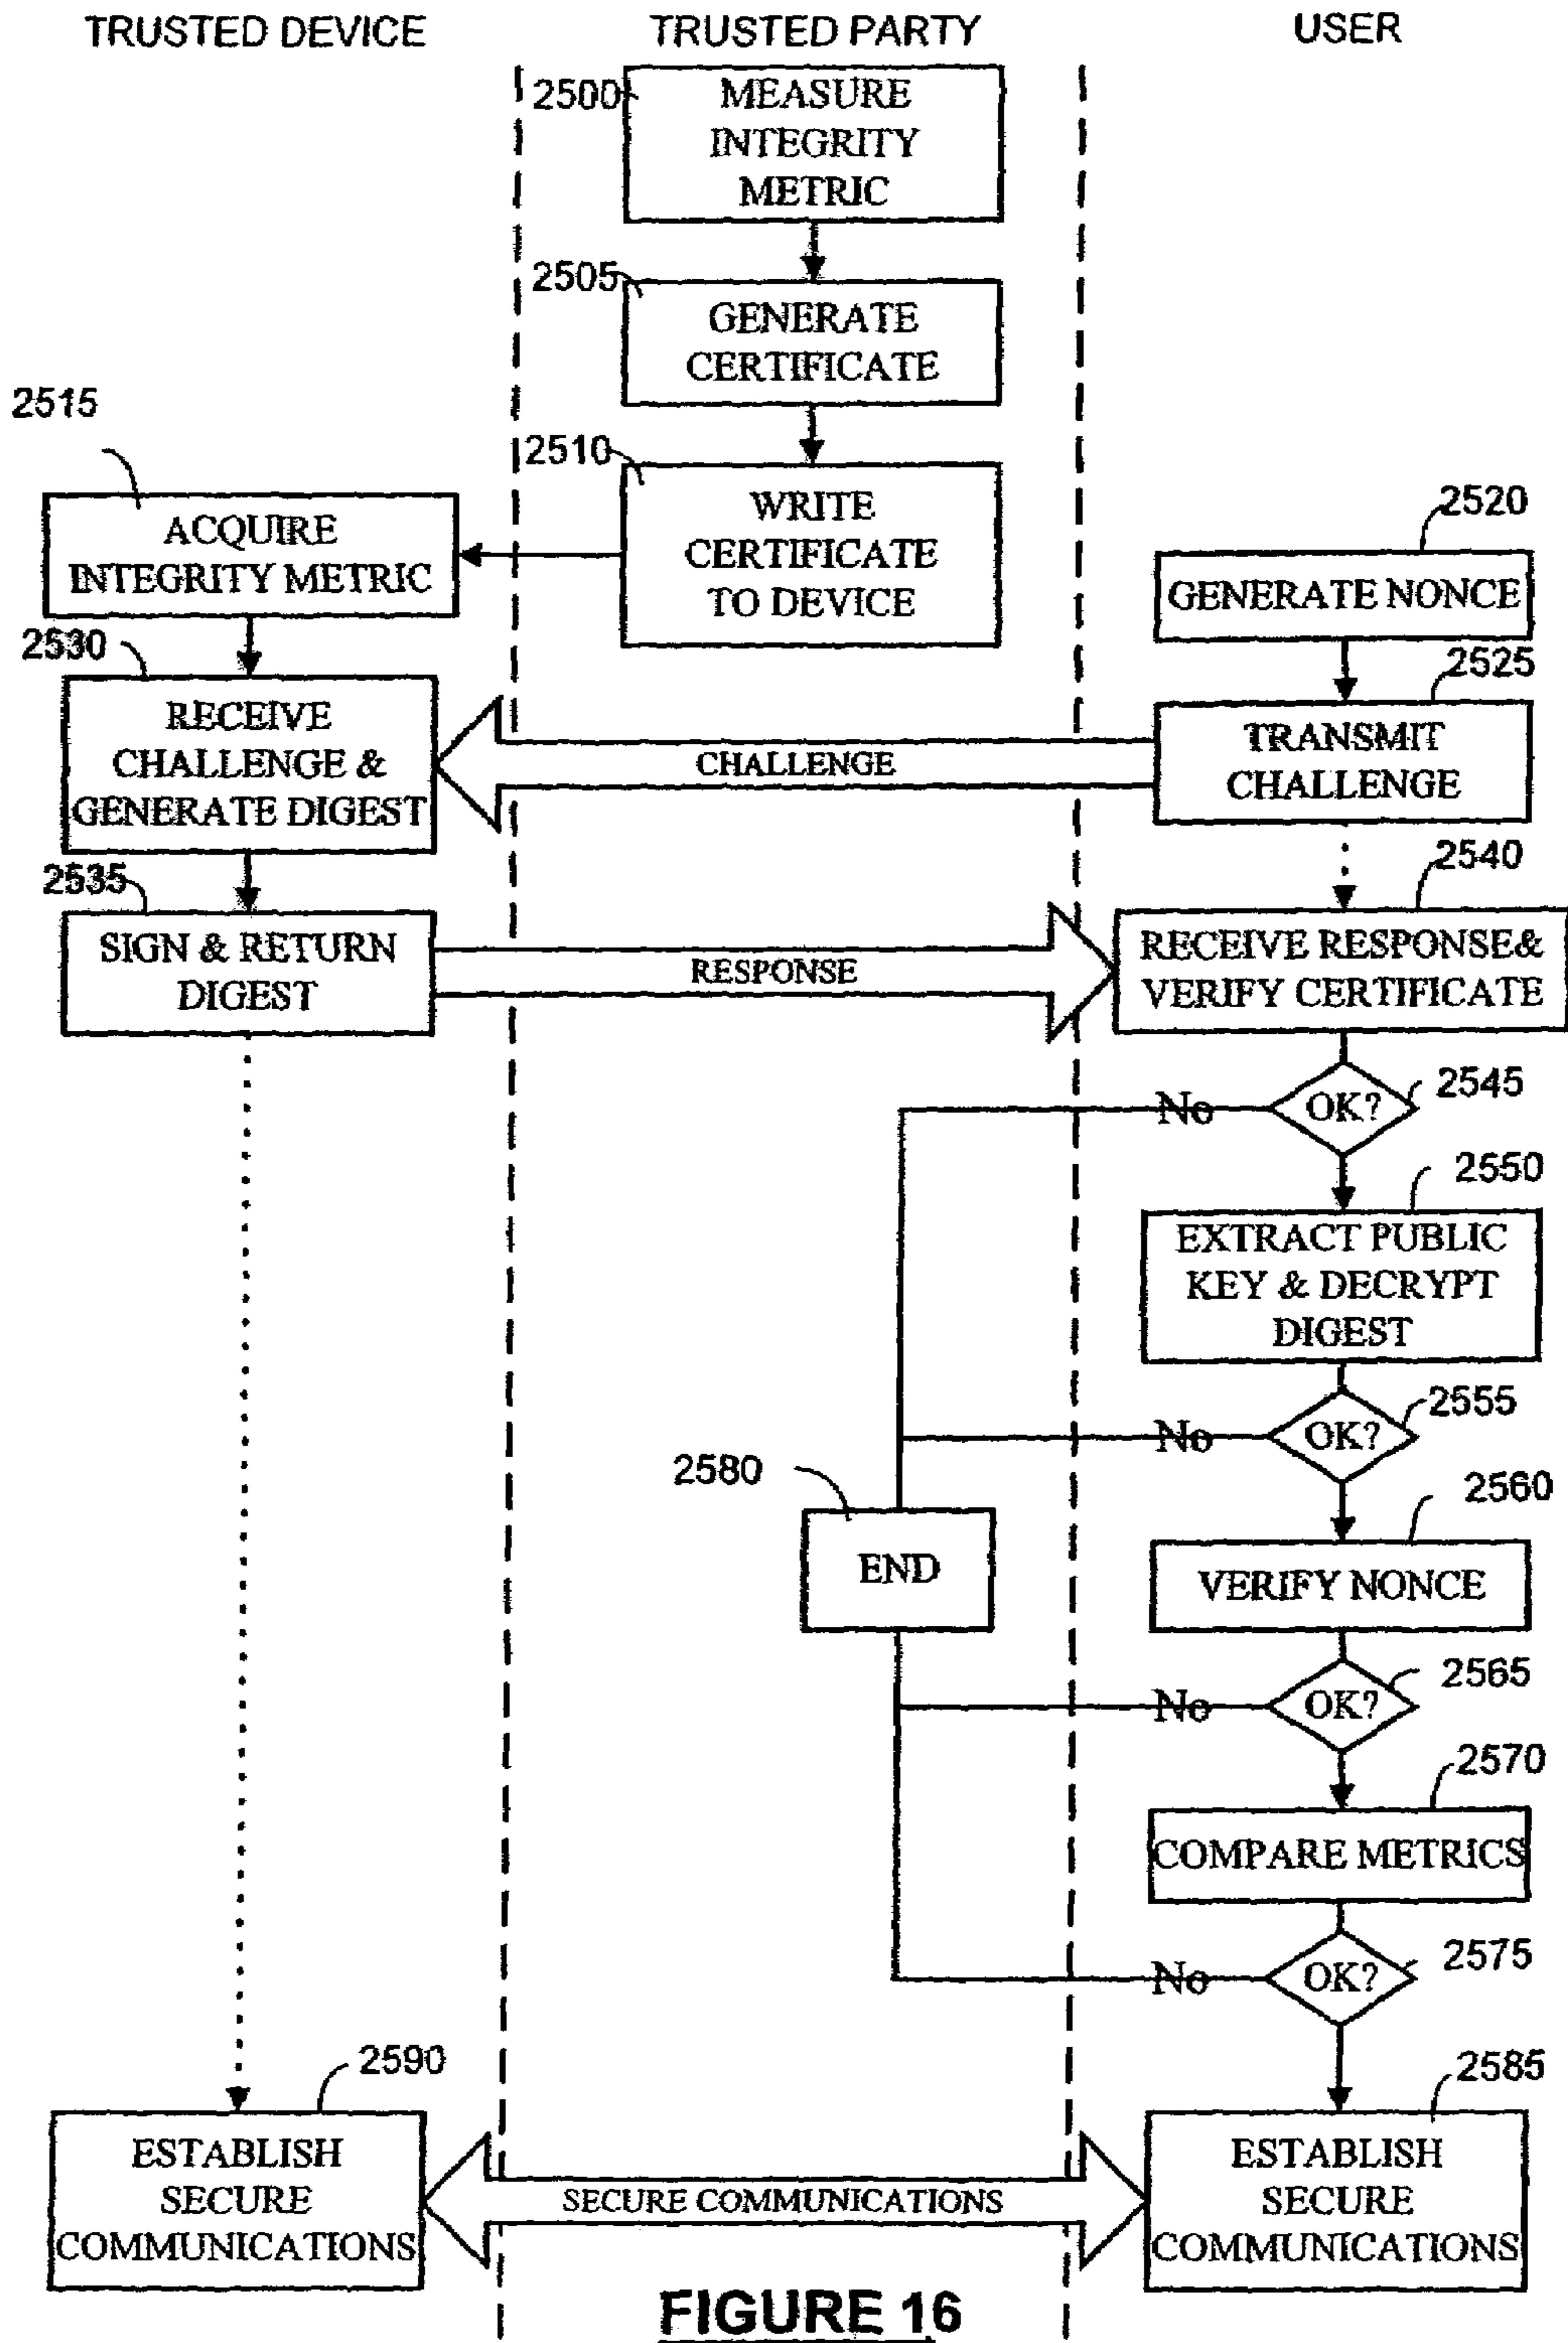 TRUSTED DEVICE
TRUSTED PARTY
USER
2500
MEASURE
INTEGRITY
METRIC
2505
GENERATE
CERTIFICATE
2515
2510
WRITE
CERTIFICATE
TO DEVICE
ACQUIRE
INTEGRITY METRIC
2520
GENERATE NONCE
2530
RECEIVE
CHALLENGE &
GENERATE DIGEST
2525
TRANSMIT
CHALLENGE
CHALLENGE
2535
SIGN & RETURN
DIGEST
RESPONSE
2540
RECEIVE RESPONSE&
VERIFY CERTIFICATE
No
OK?
2545
2550
EXTRACT PUBLIC
KEY & DECRYPT
DIGEST
No
OK?
2555
2580
END
2560
VERIFY NONCE
No
OK?
2565
2570
COMPARE METRICS
No
OK?
2575
2590
ESTABLISH
SECURE
COMMUNICATIONS
SECURE COMMUNICATIONS
2585
ESTABLISH
SECURE
COMMUNICATIONS
FIGURE 16